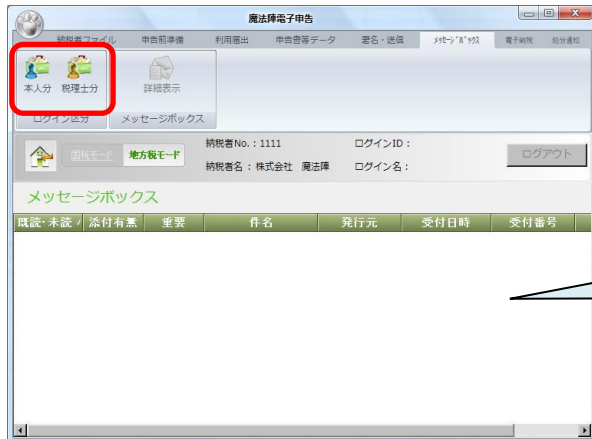 魔法陣電子申告
納税者ファイル 申告前準備 利用届出 申告書等データ 署名・送信 ﾒｯｾｰｼﾞﾎﾞｯｸｽ 電子納税 処分通知
本人分 税理士分 詳細表示
ログイン区分 メッセージボックス
国税モード 地方税モード 納税者No.：1111 ログインID： ログアウト
納税者名：株式会社 魔法陣 ログイン名：
メッセージボックス
既読･未読 添付有無 重要 件名 発行元 受付日時 受付番号